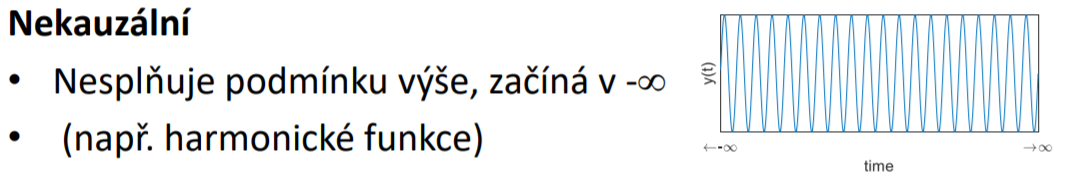 Nekauzální
• Nesplňuje podmínku výše, začíná v -∞
• (např. harmonické funkce)
y(t)
←-∞ →∞
time